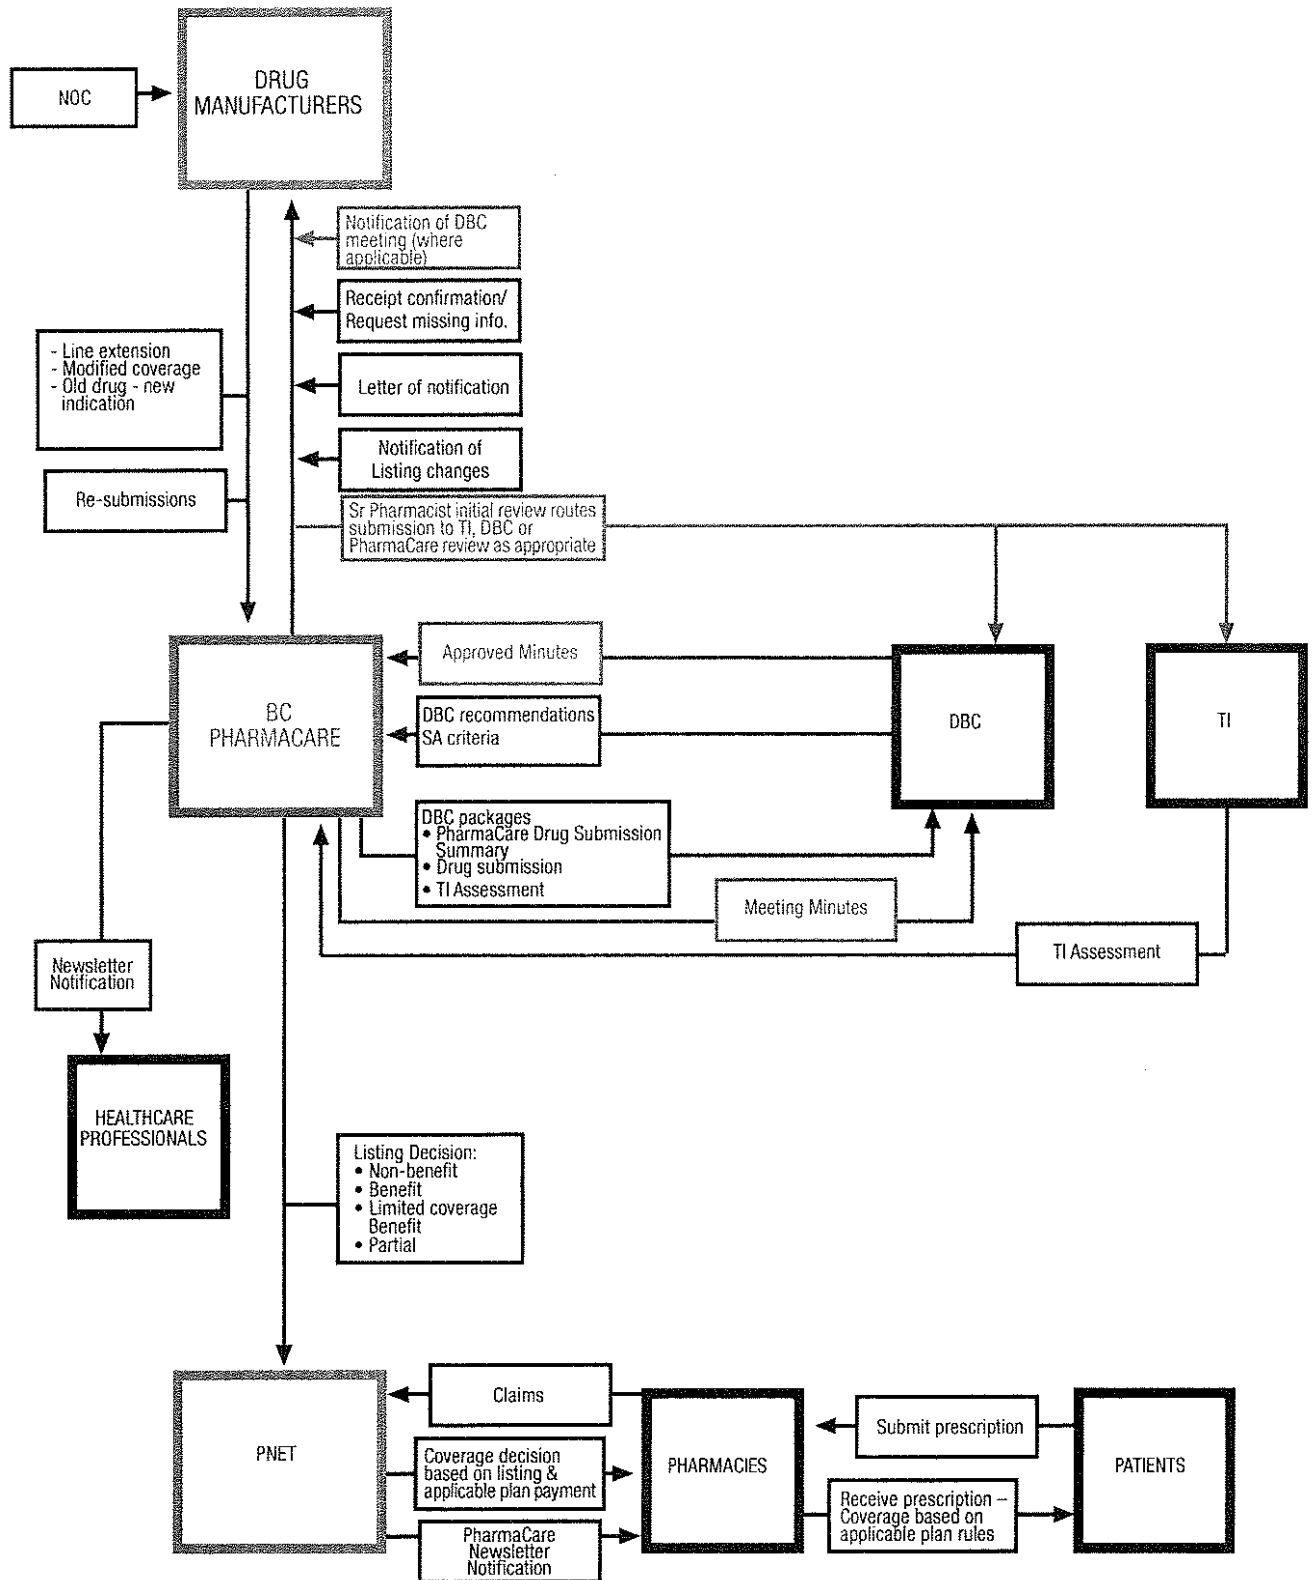 DRUG
MANUFACTURERS
NOC
Notification of DBC
meeting (where
applicable)
Receipt confirmation/
Request missing info.
- Line extension
- Modified coverage
- Old drug - new
indication
Letter of notification
Notification of
Listing changes
Re-submissions
Sr Pharmacist initial review routes
submission to TI, DBC or
PharmaCare review as appropriate
Approved Minutes
BC
PHARMACARE
DBC recommendations
SA criteria
DBC
TI
DBC packages
• PharmaCare Drug Submission
Summary
• Drug submission
• TI Assessment
Meeting Minutes
TI Assessment
Newsletter
Notification
HEALTHCARE
PROFESSIONALS
Listing Decision:
• Non-benefit
• Benefit
• Limited coverage
Benefit
• Partial
PNET
Claims
Coverage decision
based on listing &
applicable plan payment
PharmaCare
Newsletter
Notification
PHARMACIES
Submit prescription
Receive prescription –
Coverage based on
applicable plan rules
PATIENTS